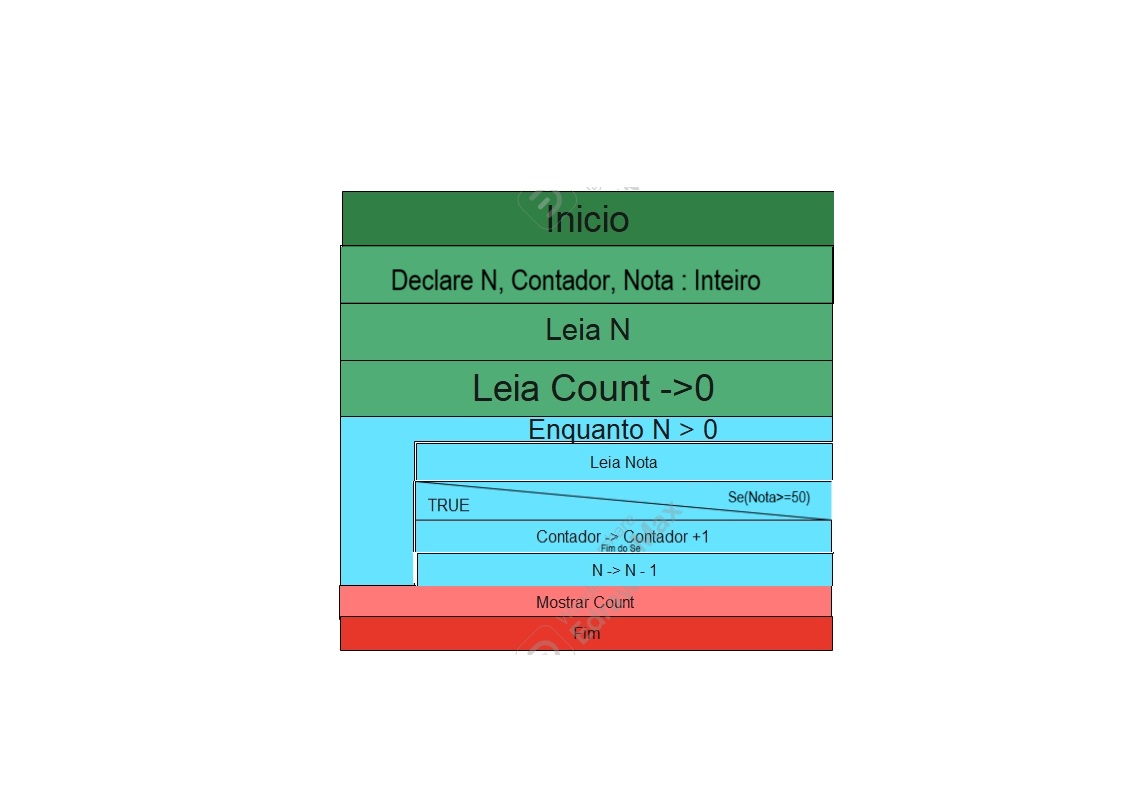 Inicio
Declare N, Contador, Nota : Inteiro
Leia N
Leia Count ->0
Enquanto N > 0
Leia Nota
Se(Nota>=50)
TRUE
Contador -> Contador +1
Fim do Se
N -> N - 1
Mostrar Count
Fim